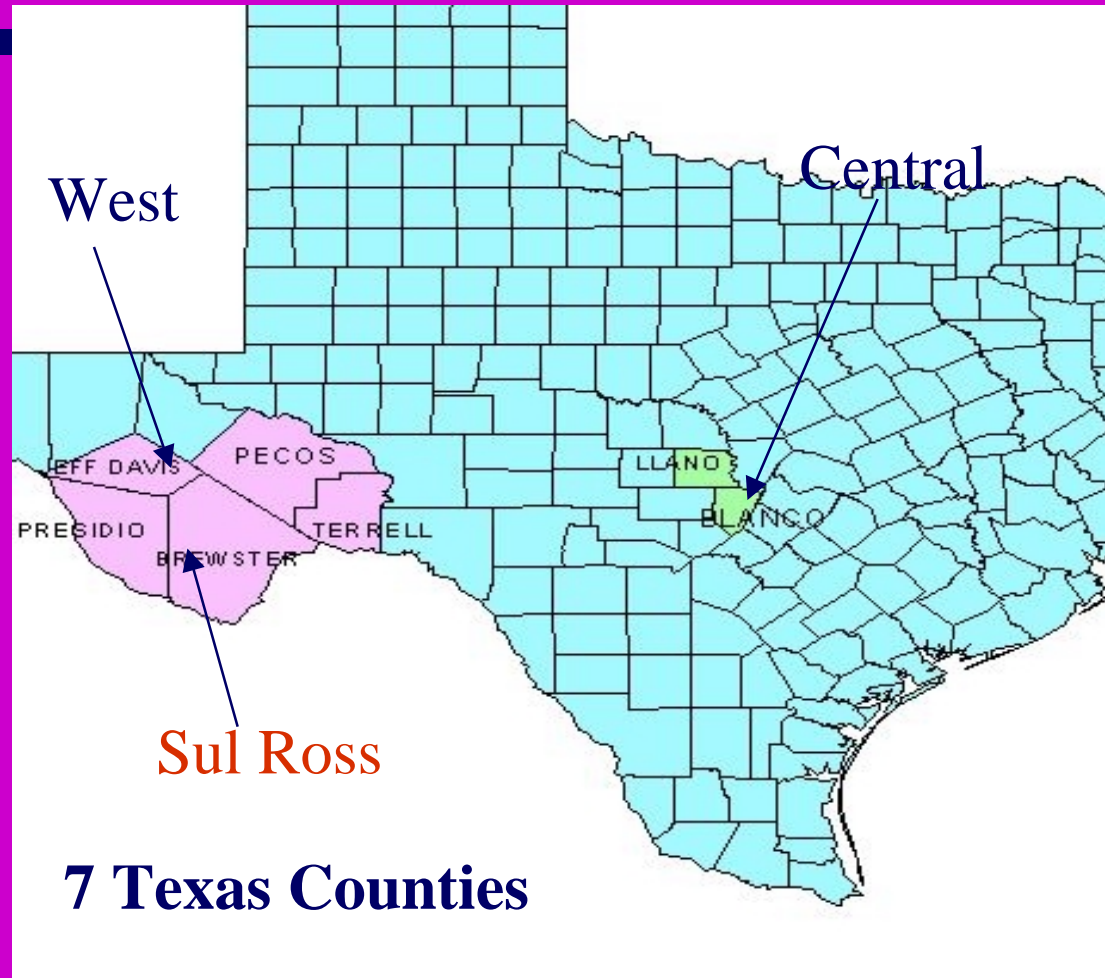 Central
West
LLANO
PECOS
EFF DAVIS
BLANCO
PRESIDIO
TERRELL
BREWSTER
Sul Ross
7 Texas Counties